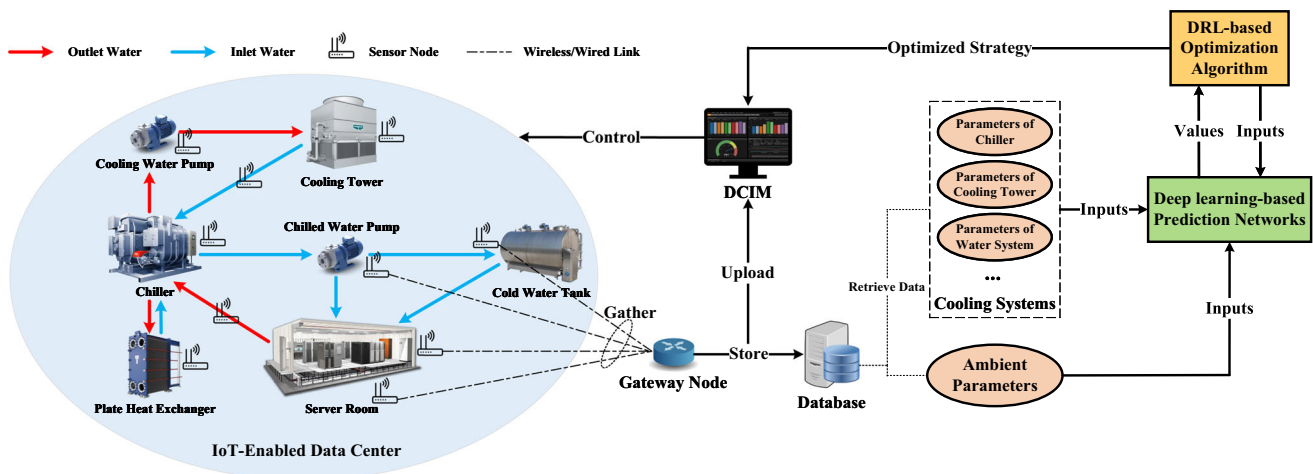 Outlet Water
Inlet Water
Sensor Node
Wireless/Wired Link
Cooling Water Pump
Cooling Tower
Chilled Water Pump
Chiller
Cold Water Tank
Plate Heat Exchanger
Server Room
IoT-Enabled Data Center
Gather
Gateway Node
Control
DCIM
Upload
Store
Database
Optimized Strategy
Retrieve Data
Parameters of
Chiller
Parameters of
Cooling Tower
Parameters of
Water System
...
Cooling Systems
Ambient
Parameters
Inputs
Inputs
DRL-based
Optimization
Algorithm
Values
Inputs
Deep learning-based
Prediction Networks